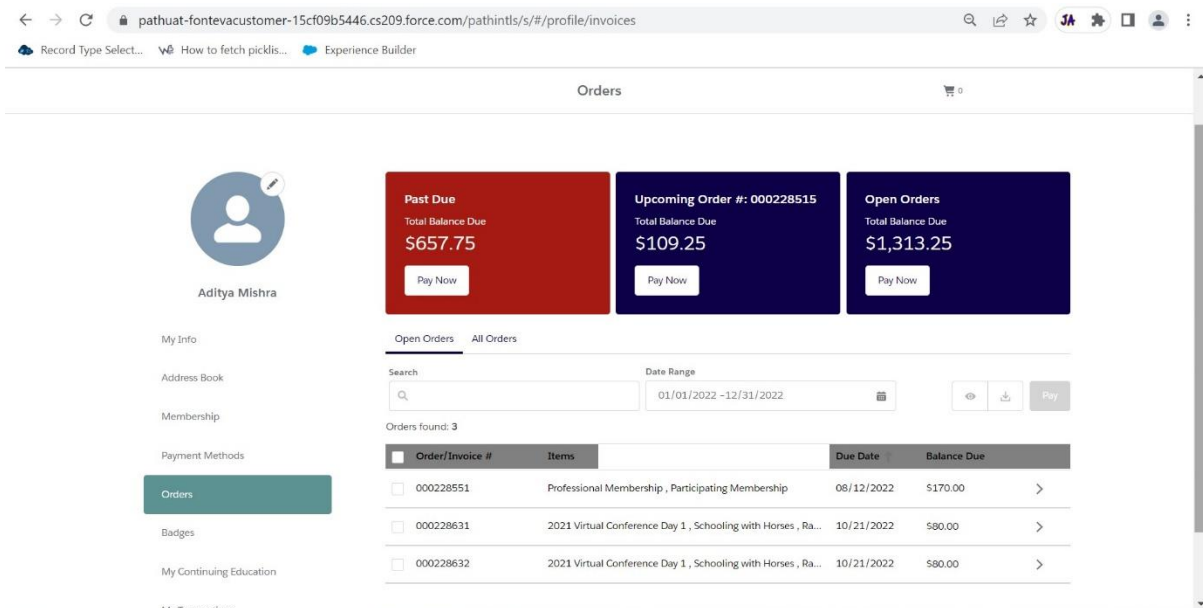 pathuat-fontevacustomer-15cf09b5446.cs209.force.com/pathintls/s/#/profile/invoices
JA
Record Type Select...
How to fetch picklis...
Experience Builder
Orders
0
Past Due
Total Balance Due
$657.75
Pay Now
Upcoming Order #: 000228515
Total Balance Due
$109.25
Pay Now
Open Orders
Total Balance Due
$1,313.25
Pay Now
Aditya Mishra
My Info
Address Book
Membership
Payment Methods
Orders
Badges
My Continuing Education
Open Orders All Orders
Search
Date Range
01/01/2022 -12/31/2022
Pay
Orders found: 3
Order/Invoice # Items Due Date Balance Due
000228551 Professional Membership , Participating Membership 08/12/2022 $170.00
000228631 2021 Virtual Conference Day 1 , Schooling with Horses , Ra... 10/21/2022 $80.00
000228632 2021 Virtual Conference Day 1 , Schooling with Horses , Ra... 10/21/2022 $80.00